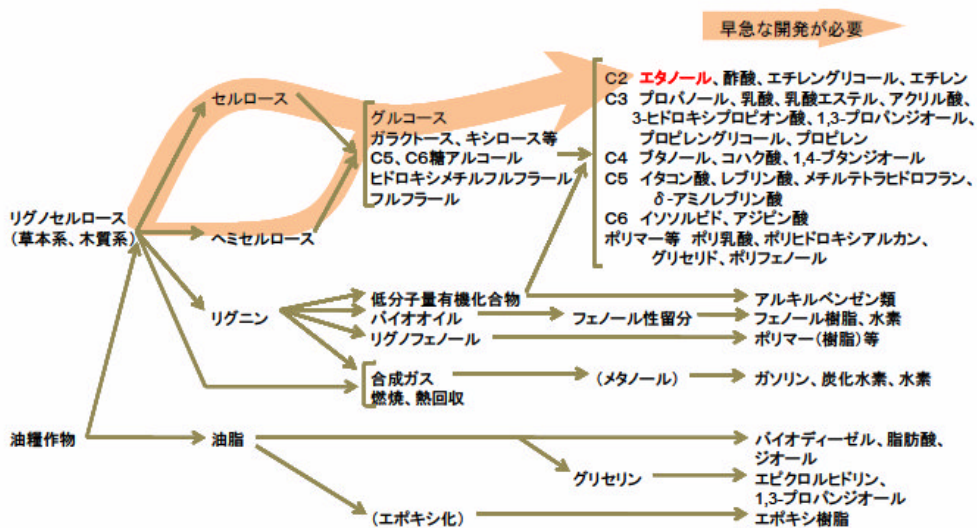 早急な開発が必要
C2 エタノール、酢酸、エチレングリコール、エチレン
C3 プロパノール、乳酸、乳酸エステル、アクリル酸、
3-ヒドロキシプロピオン酸、1,3-プロパンジオール、
プロピレングリコール、プロピレン
C4 ブタノール、コハク酸、1,4-ブタンジオール
C5 イタコン酸、レブリン酸、メチルテトラヒドロフラン、
δ-アミノレブリン酸
C6 イソソルビド、アジピン酸
ポリマー等 ポリ乳酸、ポリヒドロキシアルカン、
グリセリド、ポリフェノール
セルロース
グルコース
ガラクトース、キシロース等
C5、C6糖アルコール
ヒドロキシメチルフルフラール
フルフラール
リグノセルロース
(草本系、木質系)
ヘミセルロース
リグニン
低分子量有機化合物
アルキルベンゼン類
バイオオイル
フェノール性留分
フェノール樹脂、水素
リグノフェノール
ポリマー(樹脂)等
合成ガス
燃焼、熱回収
(メタノール)
ガソリン、炭化水素、水素
油糧作物
油脂
バイオディーゼル、脂肪酸、
ジオール
グリセリン
エピクロルヒドリン、
1,3-プロパンジオール
(エポキシ化)
エポキシ樹脂